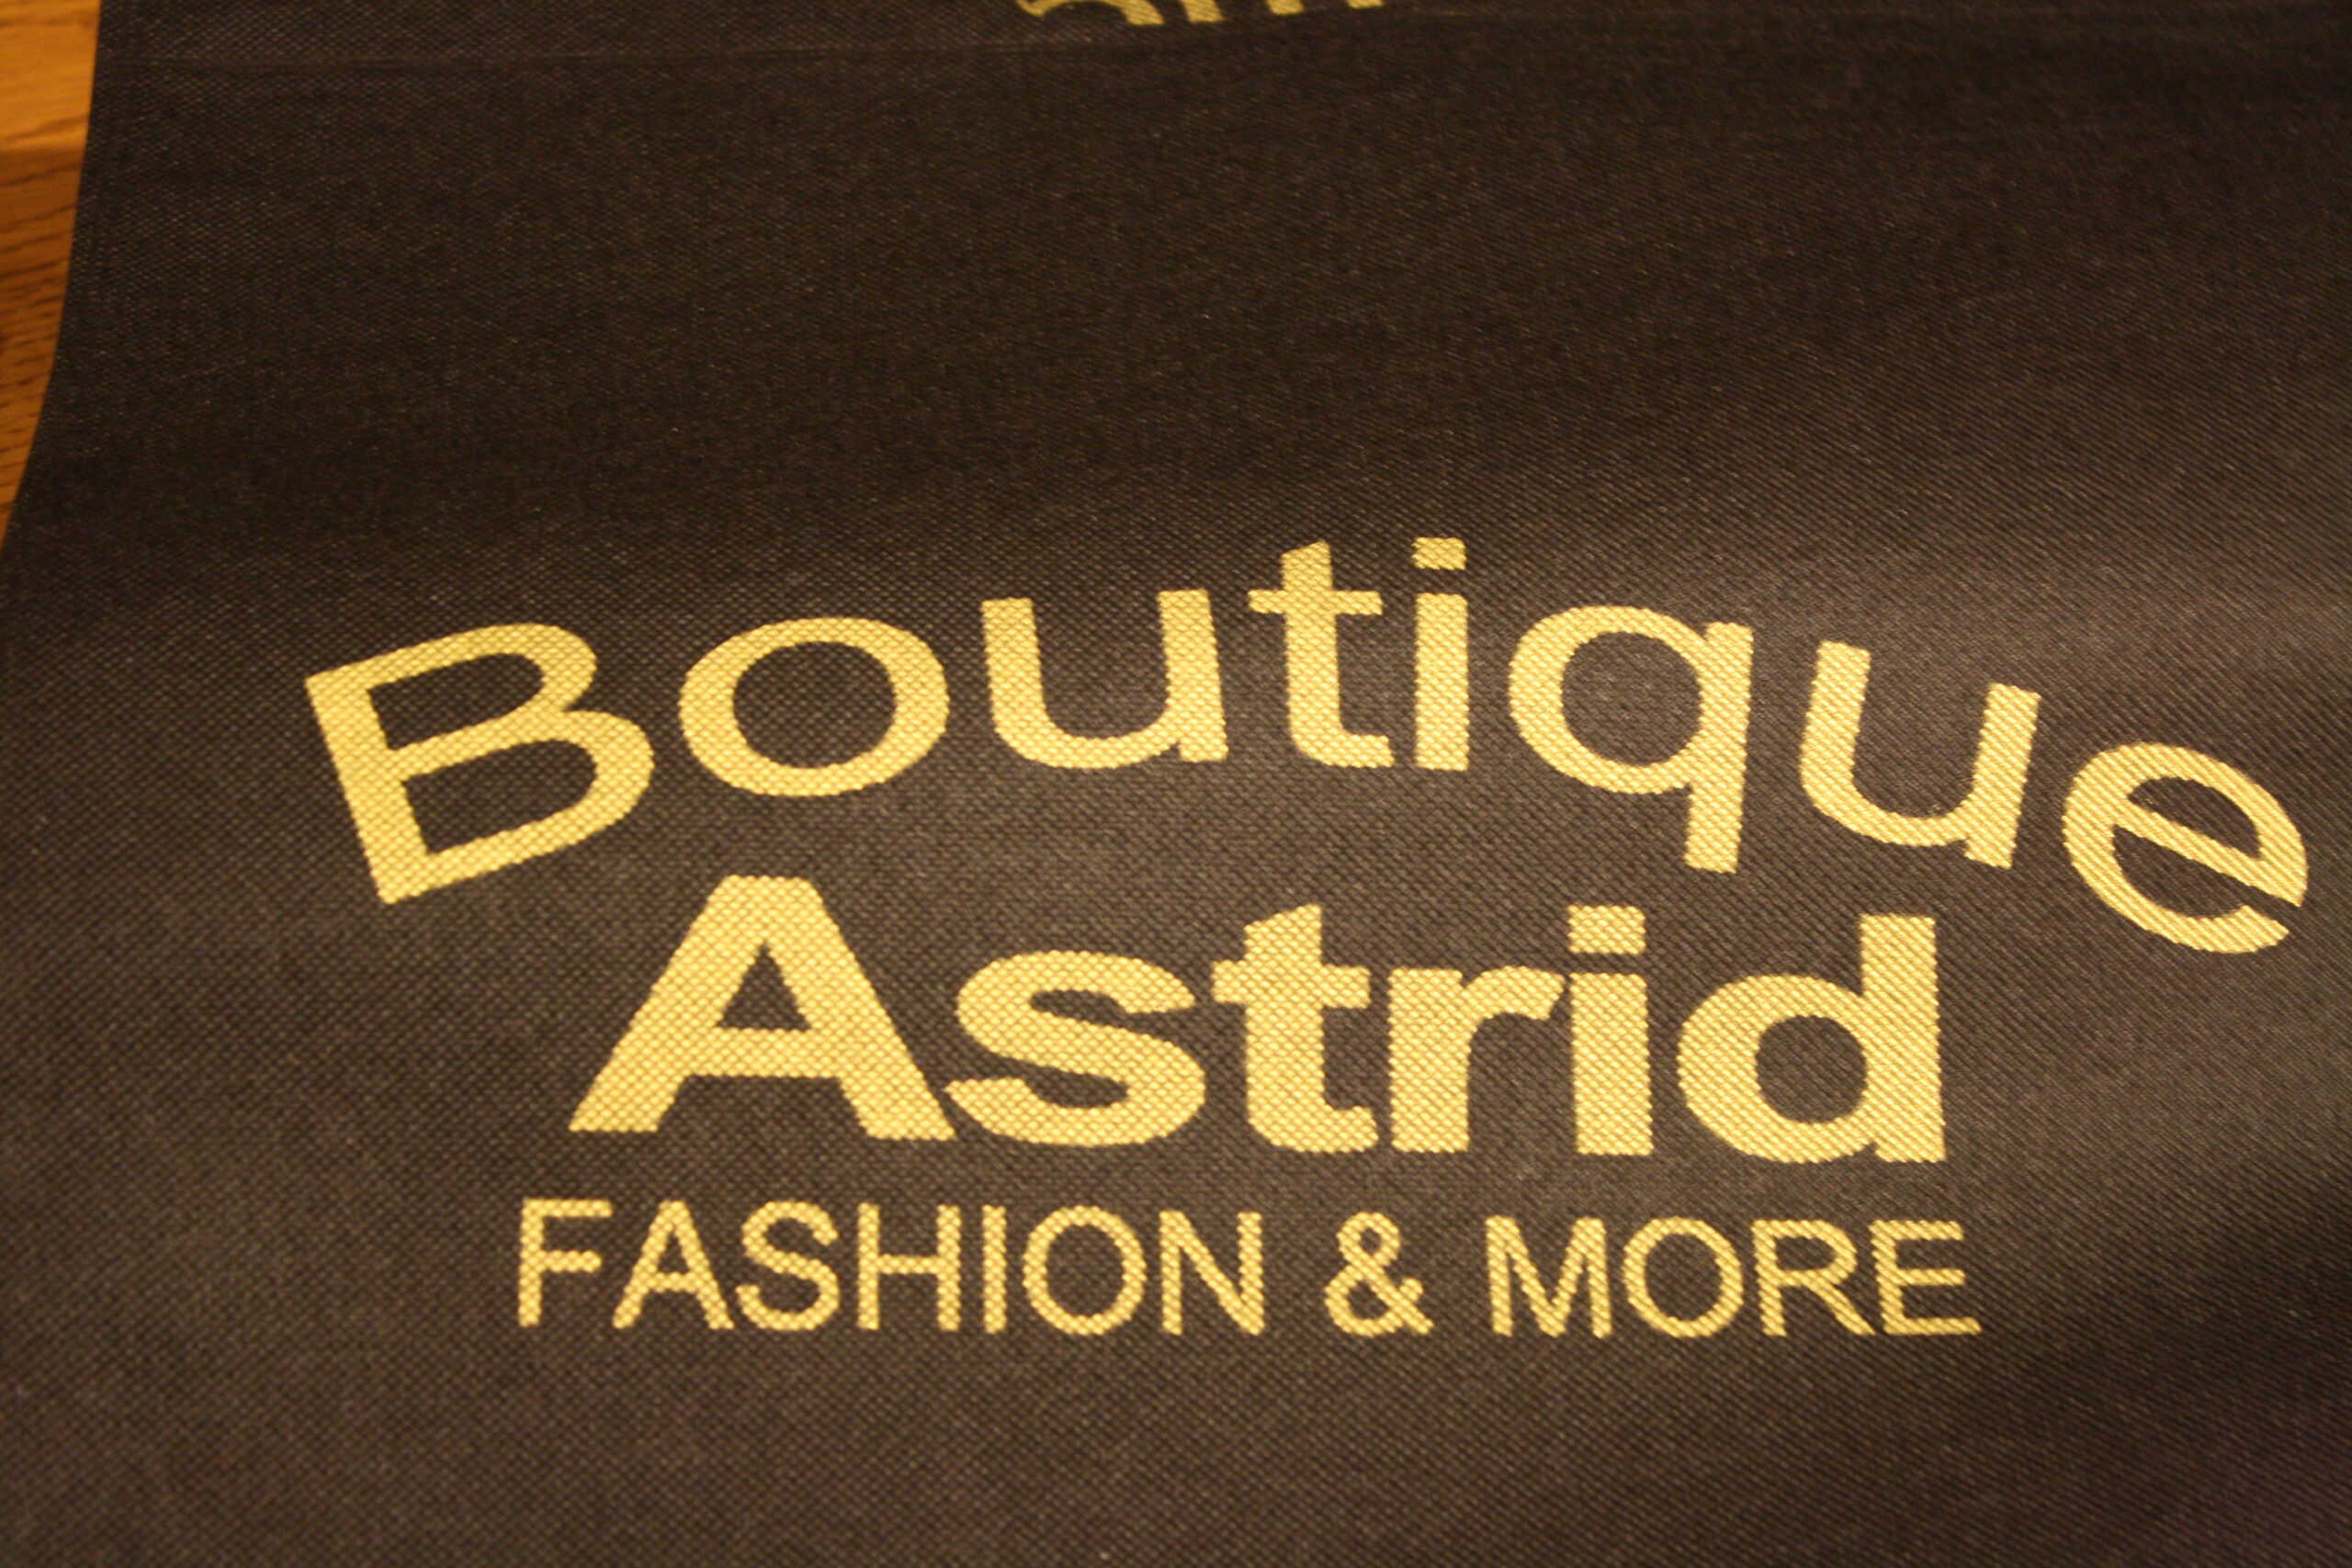 Boutique
Astrid
FASHION & MORE